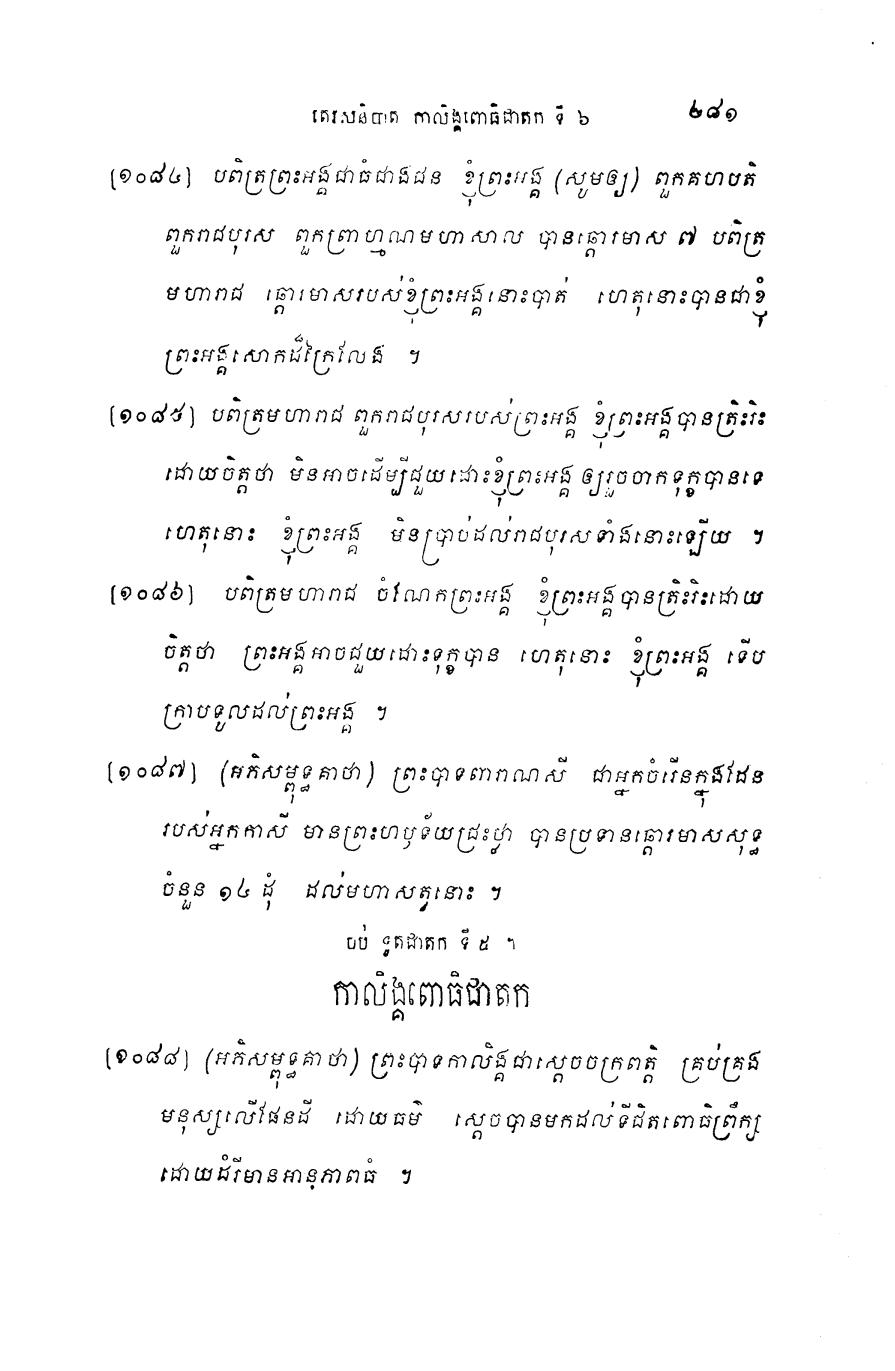 តេរសនិបាត កាលិង្គពោធិជាតក ទី ៦ ២៨១
[១០៨៤] បពិត្រព្រះអង្គជាធំជាងជន ខ្ញុំព្រះអង្គ (សូមឲ្យ) ពួកគហបតិ
ពួករាជបុរស ពួកព្រាហ្មណមហាសាល បានឆ្តោរមាស ៧ បពិត្រ
មហារាជ ឆ្តោរមាសរបស់ខ្ញុំព្រះអង្គនោះបាត់ ហេតុនោះបានជាខ្ញុំ
ព្រះអង្គសោកដ៏ក្រៃលែង ។
[១០៨៥] បពិត្រមហារាជ ពួករាជបុរសរបស់ព្រះអង្គ ខ្ញុំព្រះអង្គបានត្រិះរិះ
ដោយចិត្តថា មិនអាចដើម្បីជួយដោះខ្ញុំព្រះអង្គ ឲ្យរួចចាកទុក្ខបានទេ
ហេតុនោះ ខ្ញុំព្រះអង្គ មិនប្រាប់ដល់រាជបុរសទាំងនោះឡើយ ។
[១០៨៦] បពិត្រមហារាជ ចំណែកព្រះអង្គ ខ្ញុំព្រះអង្គបានត្រិះរិះដោយ
ចិត្តថា ព្រះអង្គអាចជួយដោះទុក្ខបាន ហេតុនោះ ខ្ញុំព្រះអង្គ ទើប
ក្រាបទូលដល់ព្រះអង្គ ។
[១០៨៧] (អភិសម្ពុទ្ធគាថា) ព្រះបាទពារាណសី ជាអ្នកចំរើនក្នុងដែន
របស់អ្នកកាសី មានព្រះហឫទ័យជ្រះថ្លា បានប្រទានឆ្តោរមាសសុទ្ធ
ចំនួន ១៤ ដុំ ដល់មហាសត្វនោះ ។
ចប់ ទូតជាតក ទី ៥ ។
កាលិង្គពោធិជាតក
[១០៨៨] (អភិសម្ពុទ្ធគាថា) ព្រះបាទកាលិង្គជាស្តេចចក្រពត្តិ គ្រប់គ្រង
មនុស្សលើផែនដី ដោយធម៌ ស្តេចបានមកដល់ទីជិតពោធិព្រឹក្ស
ដោយដំរីមានអានុភាពធំ ។